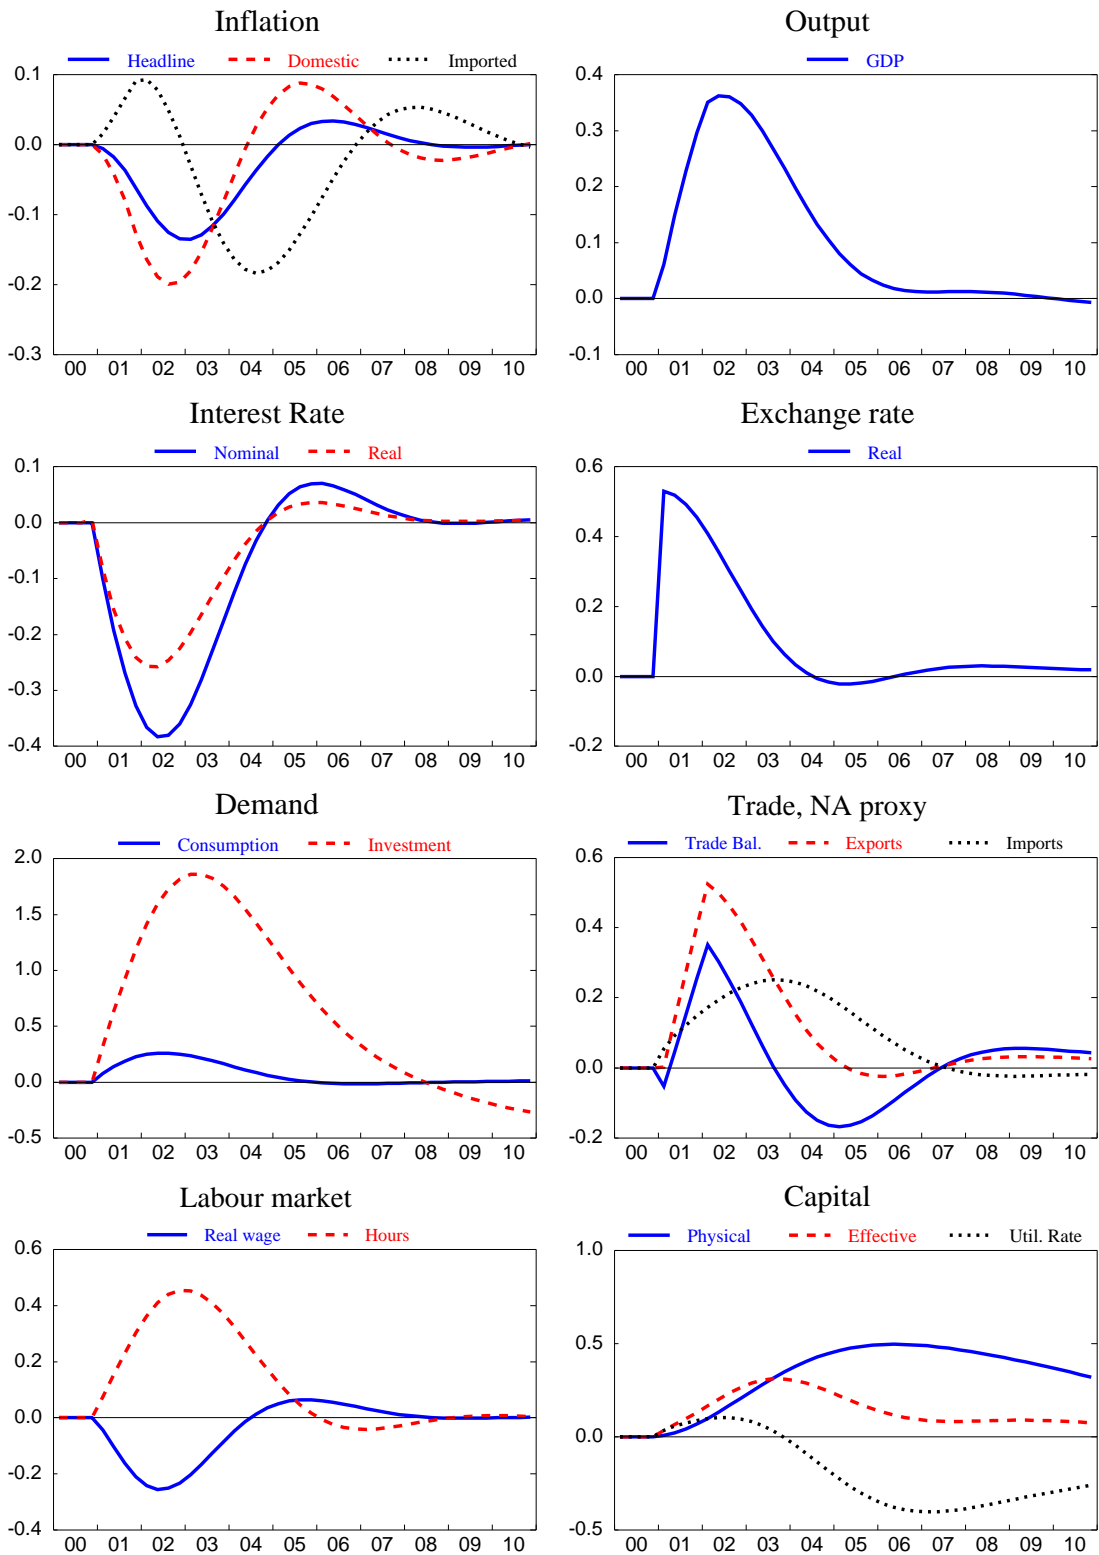 Inflation
Headline Domestic Imported
0.1
0.0
-0.1
-0.2
-0.3
00 01 02 03 04 05 06 07 08 09 10
Output
GDP
0.4
0.3
0.2
0.1
0.0
-0.1
00 01 02 03 04 05 06 07 08 09 10
Interest Rate
Nominal Real
0.1
0.0
-0.1
-0.2
-0.3
-0.4
00 01 02 03 04 05 06 07 08 09 10
Exchange rate
Real
0.6
0.4
0.2
0.0
-0.2
00 01 02 03 04 05 06 07 08 09 10
Demand
Consumption Investment
2.0
1.5
1.0
0.5
0.0
-0.5
00 01 02 03 04 05 06 07 08 09 10
Trade, NA proxy
Trade Bal. Exports Imports
0.6
0.4
0.2
0.0
-0.2
00 01 02 03 04 05 06 07 08 09 10
Labour market
Real wage Hours
0.6
0.4
0.2
0.0
-0.2
-0.4
00 01 02 03 04 05 06 07 08 09 10
Capital
Physical Effective Util. Rate
1.0
0.5
0.0
-0.5
00 01 02 03 04 05 06 07 08 09 10